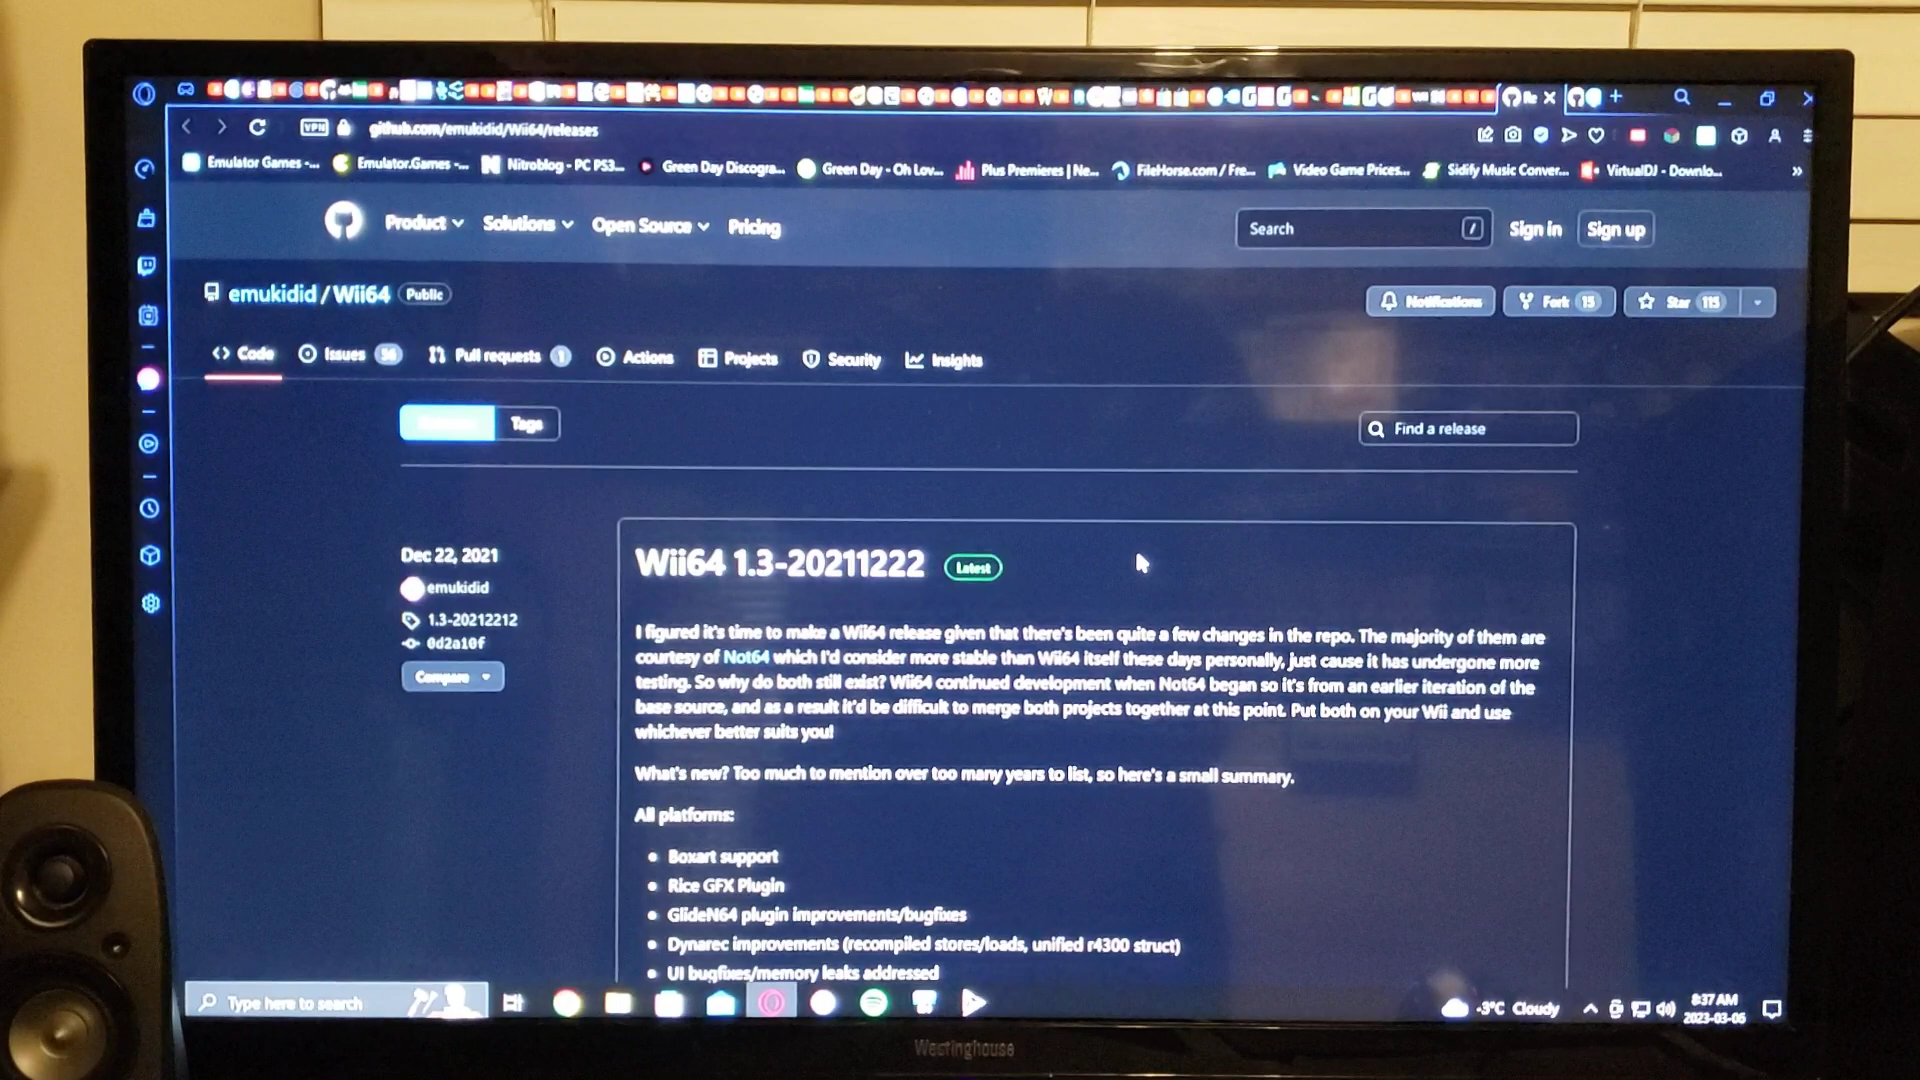 VPN github.com/emukidid/Wii64/releases
Emulator Games -... Emulator.Games -... Nitroblog - PC PS3... Green Day Discogra... Green Day - Oh Lov... Plus Premieres | Ne... FileHorse.com / Fre... Video Game Prices... Sidify Music Conver... VirtualDJ - Downlo... »
Product Solutions Open Source Pricing Search / Sign in Sign up
emukidid / Wii64 Public Notifications Fork 15 Star 115
<> Code Issues 56 Pull requests 1 Actions Projects Security Insights
Tags Find a release
Dec 22, 2021
emukidid
1.3-20212212
0d2a10f
Compare
Wii64 1.3-20211222 Latest
I figured it's time to make a Wii64 release given that there's been quite a few changes in the repo. The majority of them are
courtesy of Not64 which I'd consider more stable than Wii64 itself these days personally, just cause it has undergone more
testing. So why do both still exist? Wii64 continued development when Not64 began so it's from an earlier iteration of the
base source, and as a result it'd be difficult to merge both projects together at this point. Put both on your Wii and use
whichever better suits you!
What's new? Too much to mention over too many years to list, so here's a small summary.
All platforms:
• Boxart support
• Rice GFX Plugin
• GlideN64 plugin improvements/bugfixes
• Dynarec improvements (recompiled stores/loads, unified r4300 struct)
• UI bugfixes/memory leaks addressed
Type here to search -3°C Cloudy 8:37 AM
2023-03-06
Westinghouse